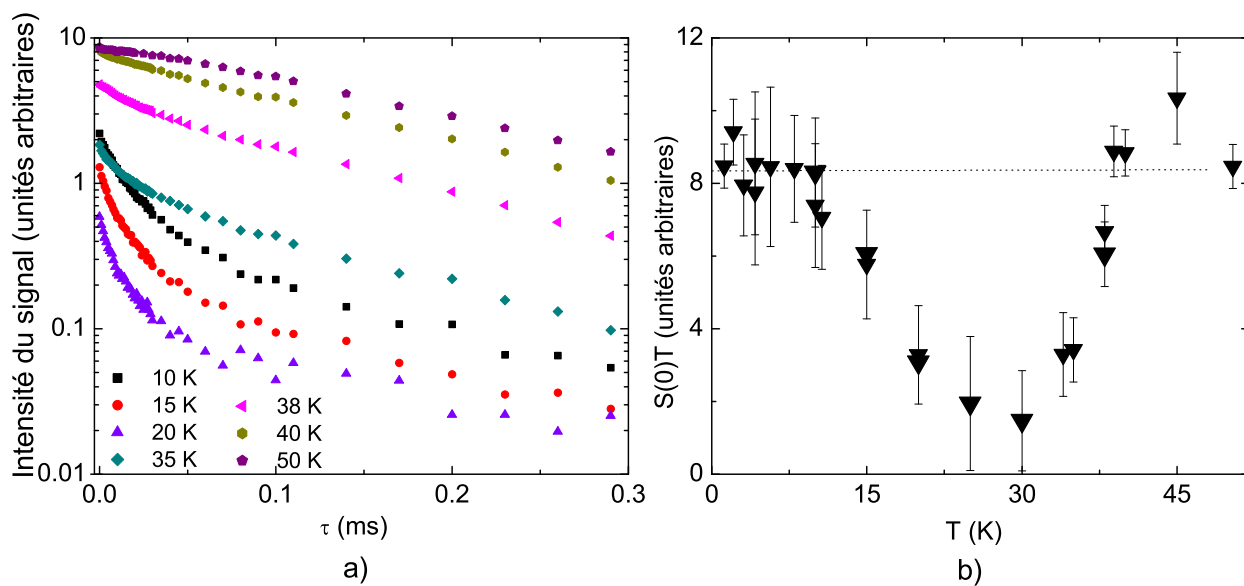 Intensité du signal (unités arbitraires)
10
1
0.1
0.01
10 K
15 K
20 K
35 K
38 K
40 K
50 K
0.0
0.1
0.2
0.3
τ (ms)
a)
S(0)T (unités arbitraires)
12
8
4
0
0
15
30
45
T (K)
b)